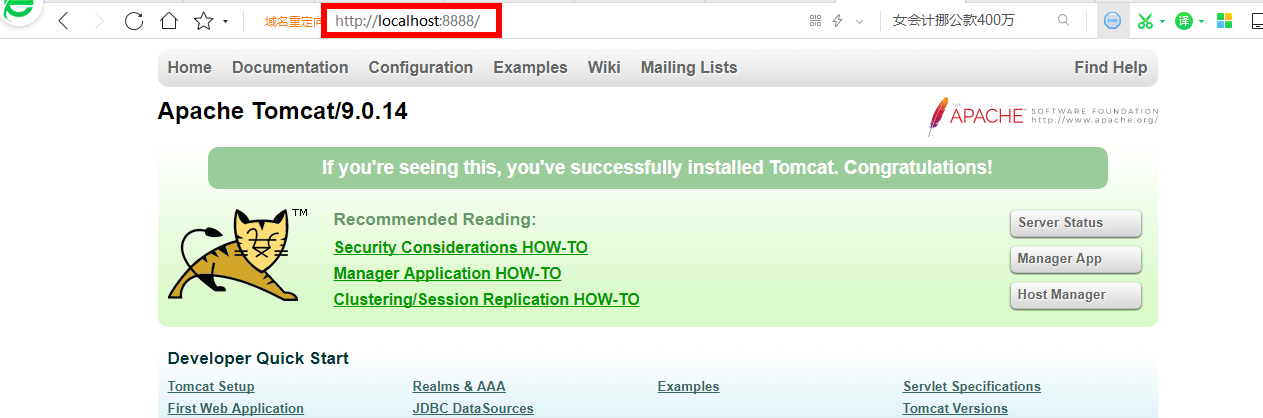 域名重定向 http://localhost:8888/ 女会计挪公款400万 译
Home Documentation Configuration Examples Wiki Mailing Lists Find Help
Apache Tomcat/9.0.14
THE APACHE® SOFTWARE FOUNDATION
http://www.apache.org/
If you're seeing this, you've successfully installed Tomcat. Congratulations!
TM
Recommended Reading:
Security Considerations HOW-TO
Manager Application HOW-TO
Clustering/Session Replication HOW-TO
Server Status
Manager App
Host Manager
Developer Quick Start
Tomcat Setup Realms & AAA Examples Servlet Specifications
First Web Application JDBC DataSources Tomcat Versions